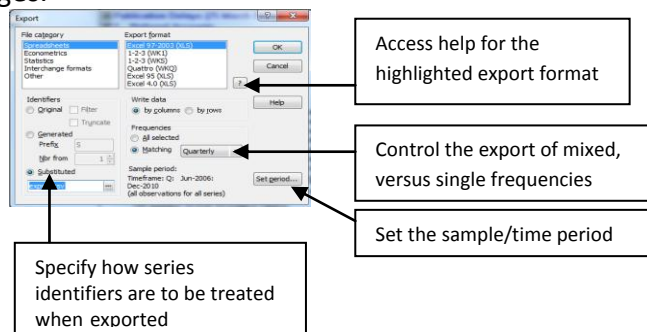 ges.
Export
File category
Spreadsheets
Econometrics
Statistics
Interchange formats
Other
Export format
Excel 97-2003 (XLS)
1-2-3 (WK1)
1-2-3 (WKS)
Quattro (WKQ)
Excel 95 (XLS)
Excel 4.0 (XLS)
?
OK
Cancel
Help
Identifiers
Original Filter
Truncate
Generated
Prefix S
Nbr from 1
Substituted
...
Write data
by columns by rows
Frequencies
All selected
Matching Quarterly
Sample period:
Timeframe: Q: Jun-2006:
Dec-2010
(all observations for all series)
Set period...
Access help for the
highlighted export format
Control the export of mixed,
versus single frequencies
Set the sample/time period
Specify how series
identifiers are to be treated
when exported